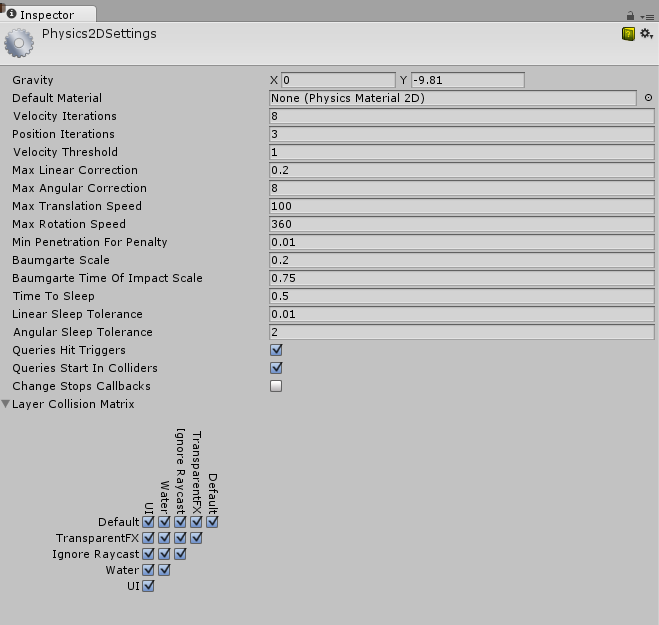 Inspector
Physics2DSettings
Gravity X 0 Y -9.81
Default Material None (Physics Material 2D)
Velocity Iterations 8
Position Iterations 3
Velocity Threshold 1
Max Linear Correction 0.2
Max Angular Correction 8
Max Translation Speed 100
Max Rotation Speed 360
Min Penetration For Penalty 0.01
Baumgarte Scale 0.2
Baumgarte Time Of Impact Scale 0.75
Time To Sleep 0.5
Linear Sleep Tolerance 0.01
Angular Sleep Tolerance 2
Queries Hit Triggers
Queries Start In Colliders
Change Stops Callbacks
Layer Collision Matrix
UI
Water
Ignore Raycast
TransparentFX
Default
Default
TransparentFX
Ignore Raycast
Water
UI